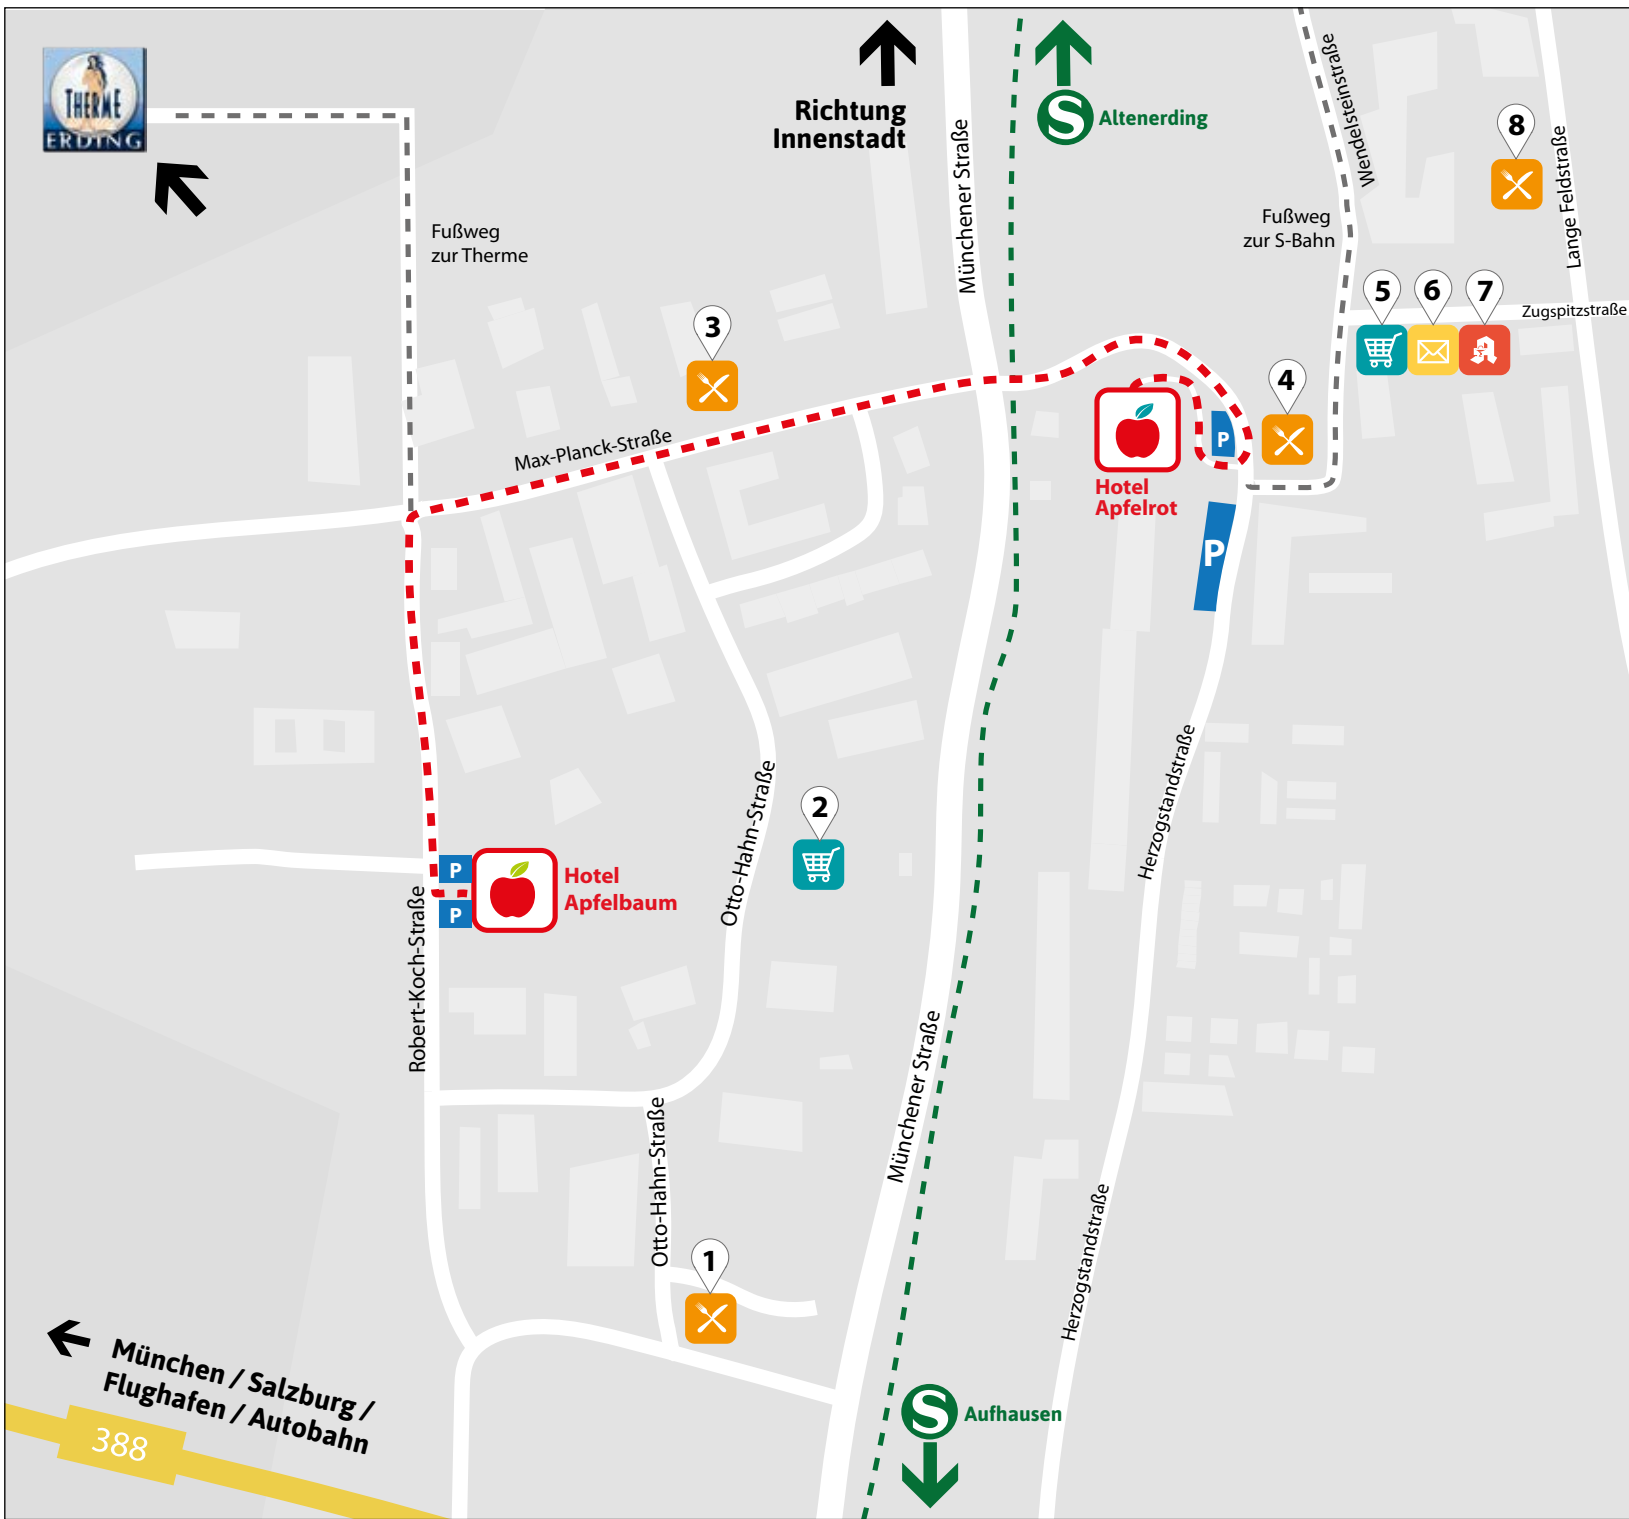 THERME
ERDING
Richtung
Innenstadt
S
Altenerding
Münchener Straße
Wendelsteinstraße
8
Lange Feldstraße
Fußweg
zur Therme
Fußweg
zur S-Bahn
5
6
7
Zugspitzstraße
3
4
Max-Planck-Straße
P
Hotel
Apfelrot
P
Herzogstandstraße
Otto-Hahn-Straße
2
P
P
Hotel
Apfelbaum
Robert-Koch-Straße
Münchener Straße
Otto-Hahn-Straße
Herzogstandstraße
1
München / Salzburg /
Flughafen / Autobahn
388
S
Aufhausen